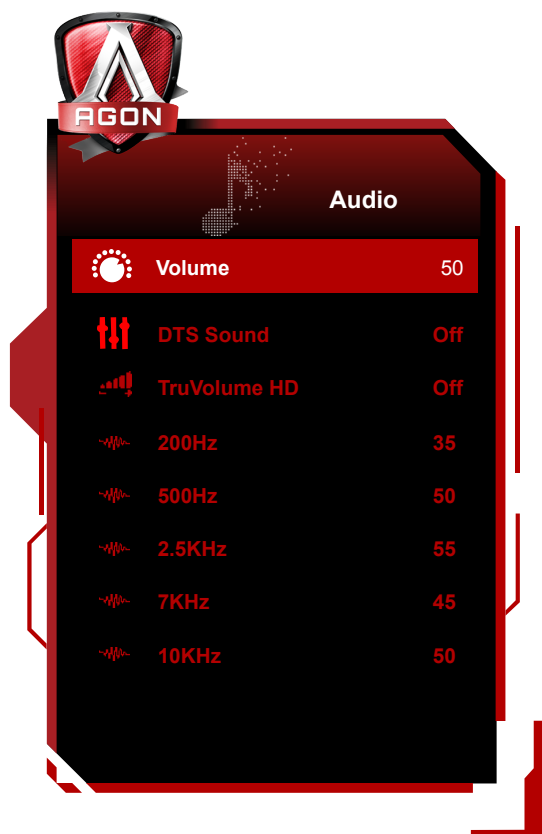 AGON
Audio
Volume 50
DTS Sound Off
TruVolume HD Off
200Hz 35
500Hz 50
2.5KHz 55
7KHz 45
10KHz 50